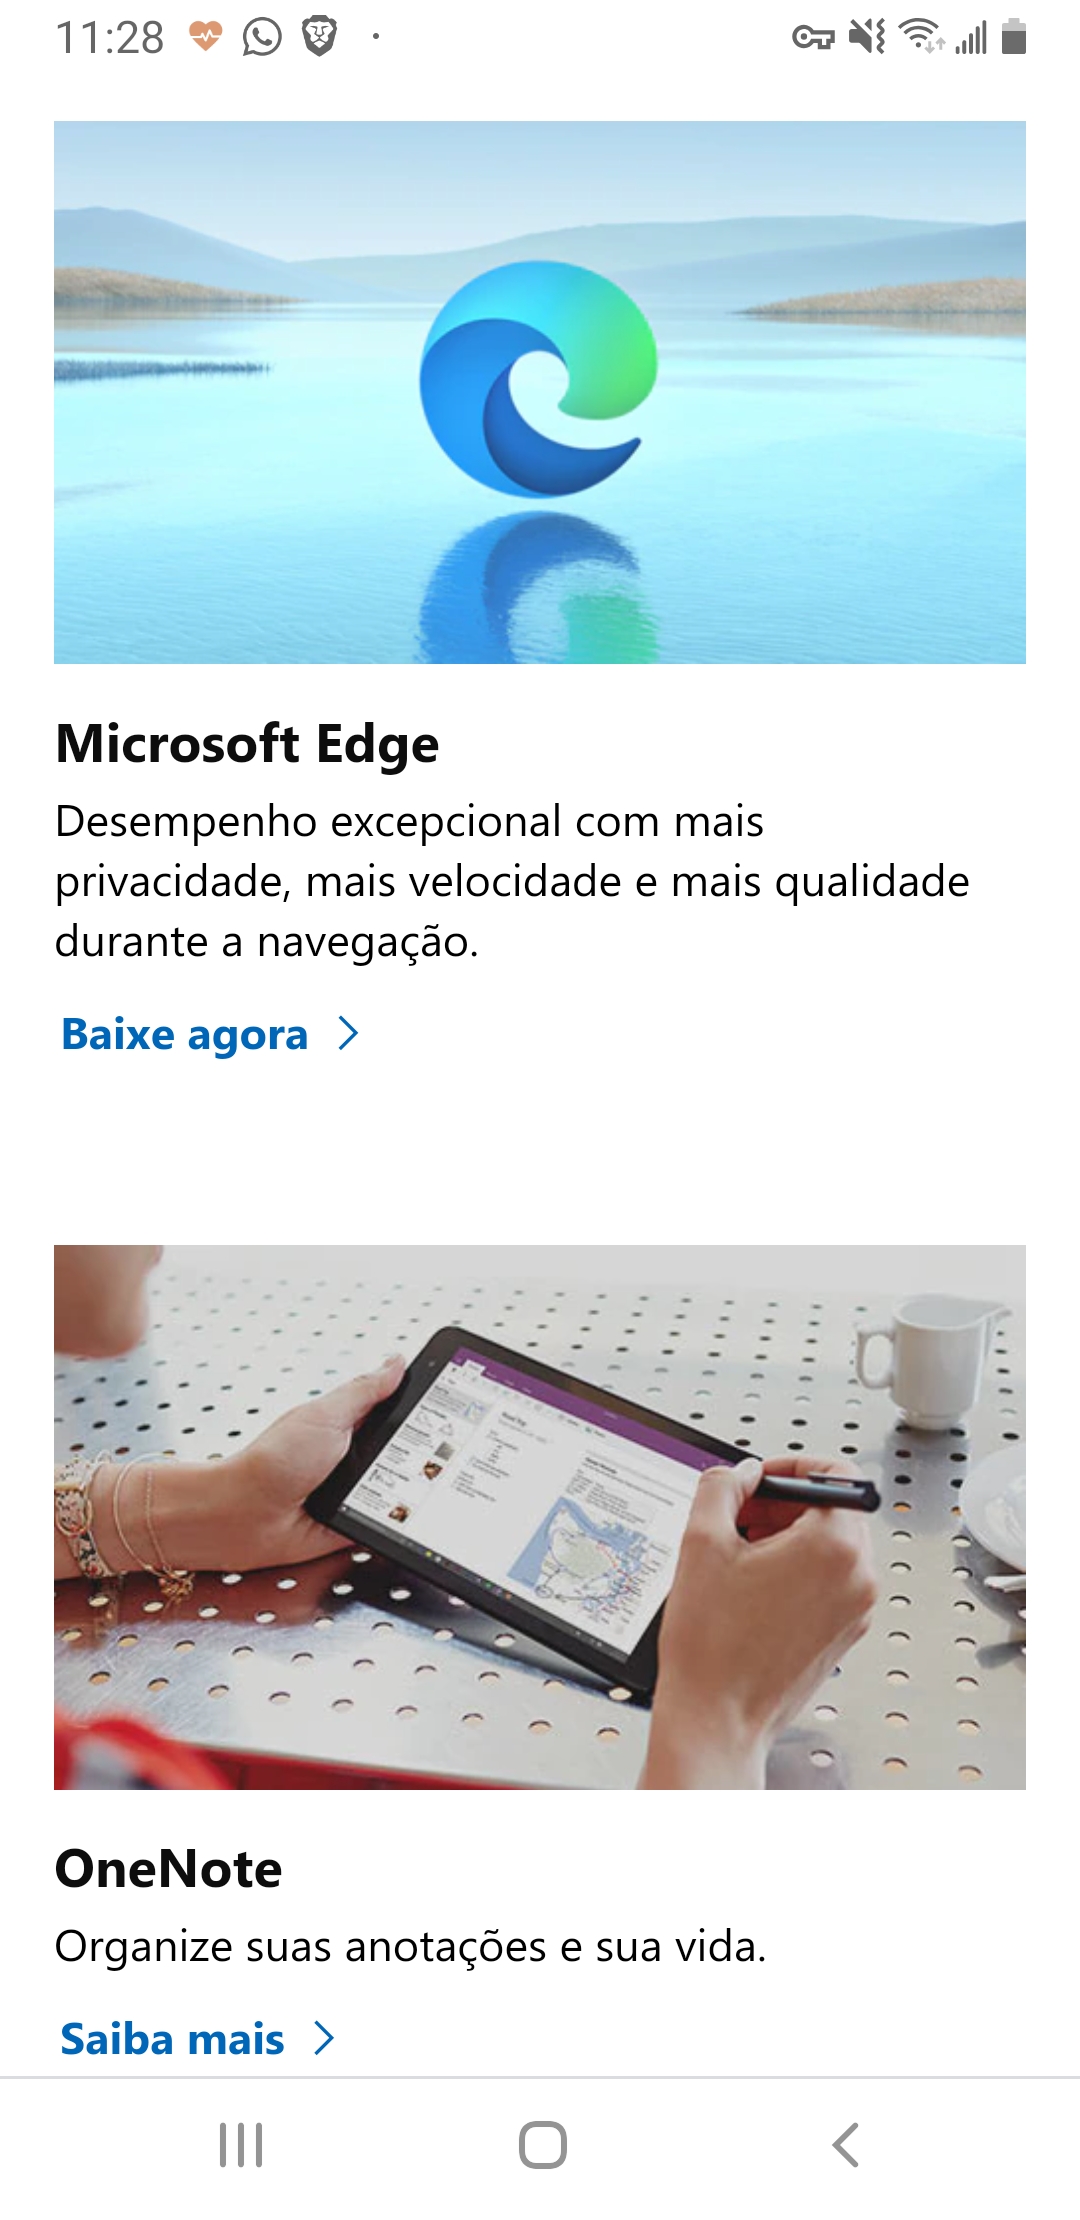 11:28
Microsoft Edge
Desempenho excepcional com mais
privacidade, mais velocidade e mais qualidade
durante a navegação.
Baixe agora
OneNote
Organize suas anotações e sua vida.
Saiba mais